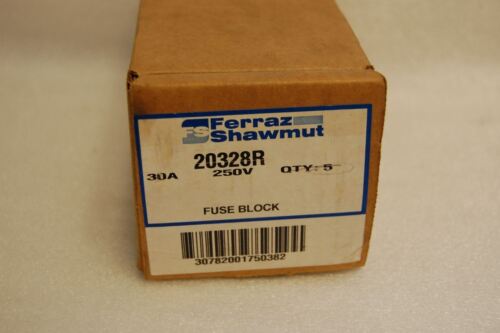 FS Ferraz
Shawmut
20328R
30A 250V QTY: 5
FUSE BLOCK
30782001750382